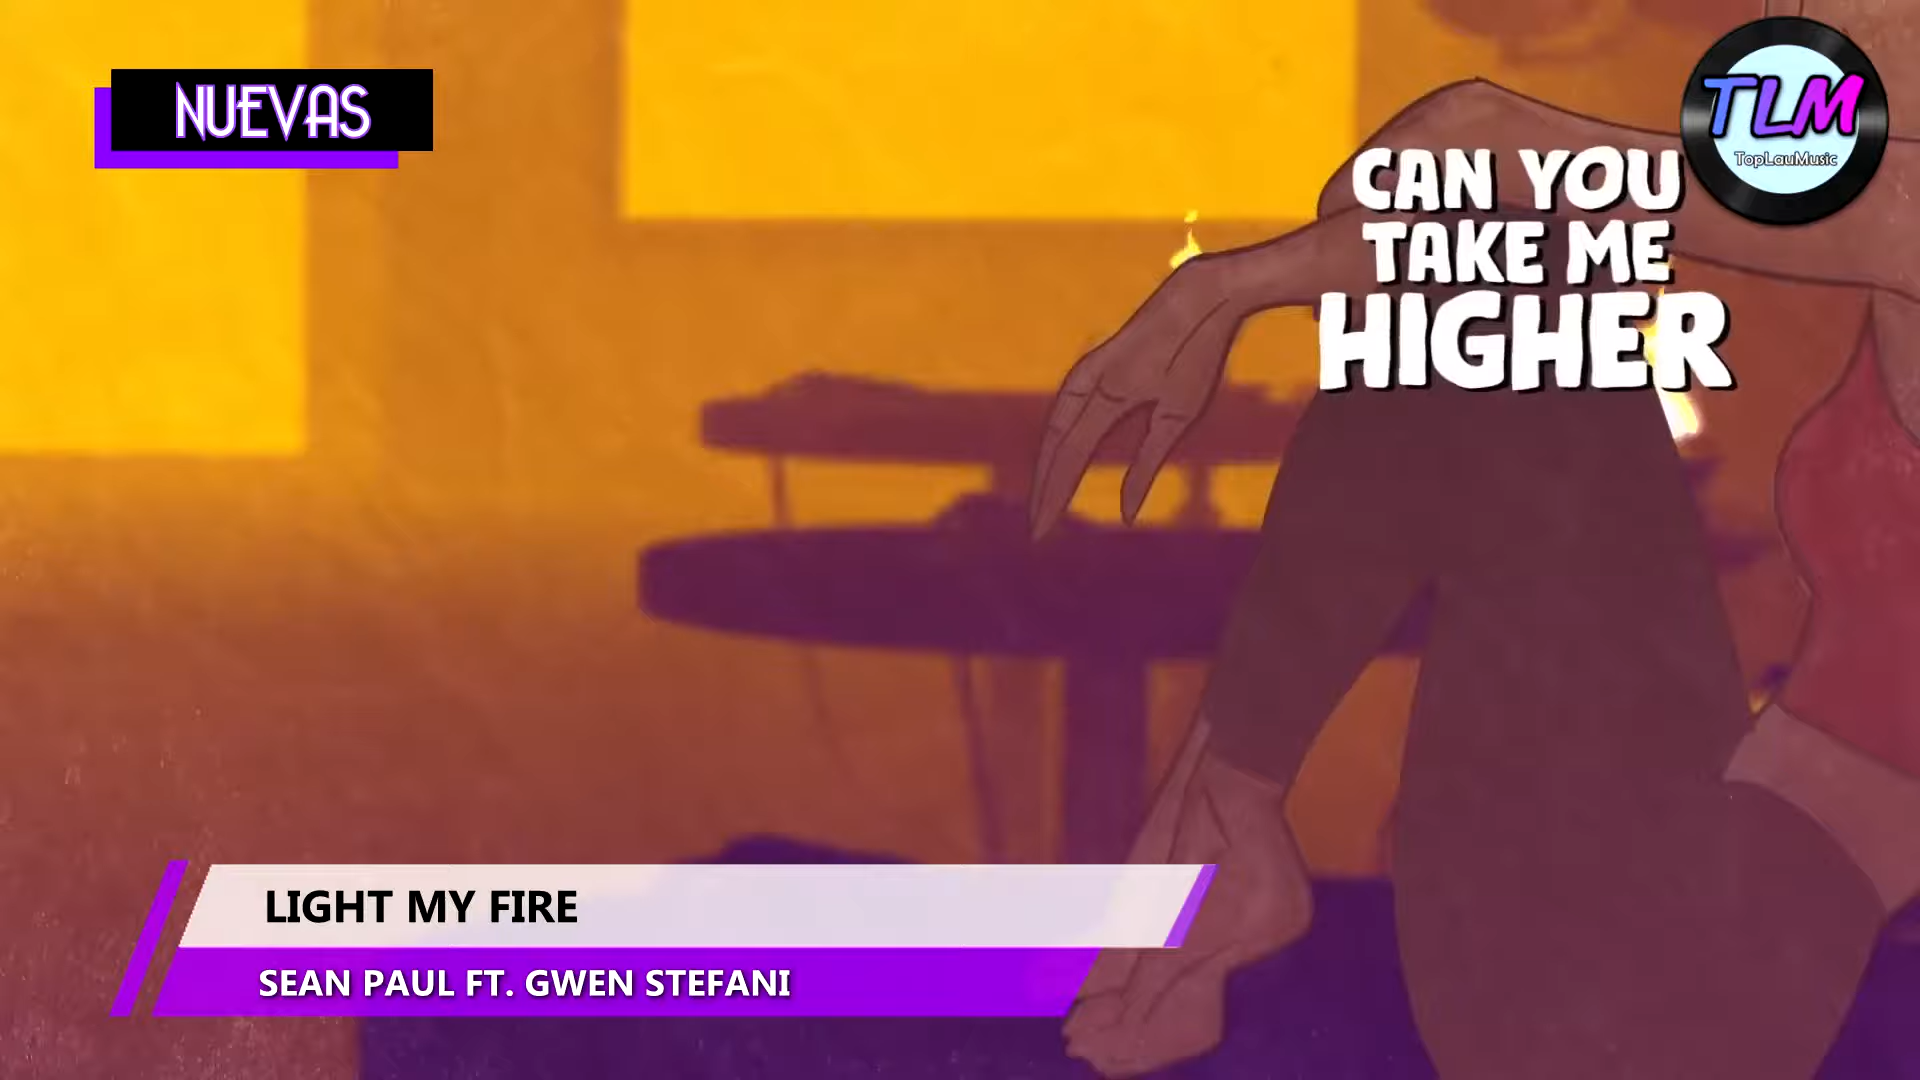 NUEVAS
TLM
TopLauMusic
CAN YOU
TAKE ME
HIGHER
LIGHT MY FIRE
SEAN PAUL FT. GWEN STEFANI